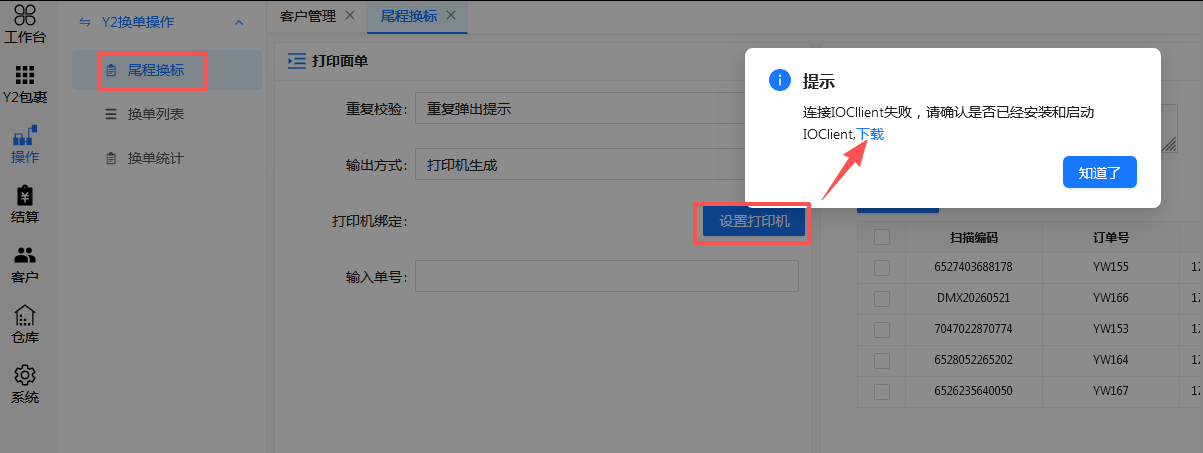 工作台
Y2包裹
操作
结算
客户
仓库
系统
Y2换单操作
尾程换标
换单列表
换单统计
客户管理
尾程换标
打印面单
重复校验:
重复弹出提示
输出方式:
打印机生成
打印机绑定:
设置打印机
输入单号:
提示
连接IOCllient失败，请确认是否已经安装和启动
IOClient,下载
知道了
扫描编码 订单号
6527403688178 YW155
DMX20260521 YW166
7047022870774 YW153
6528052265202 YW164
6526235640050 YW167